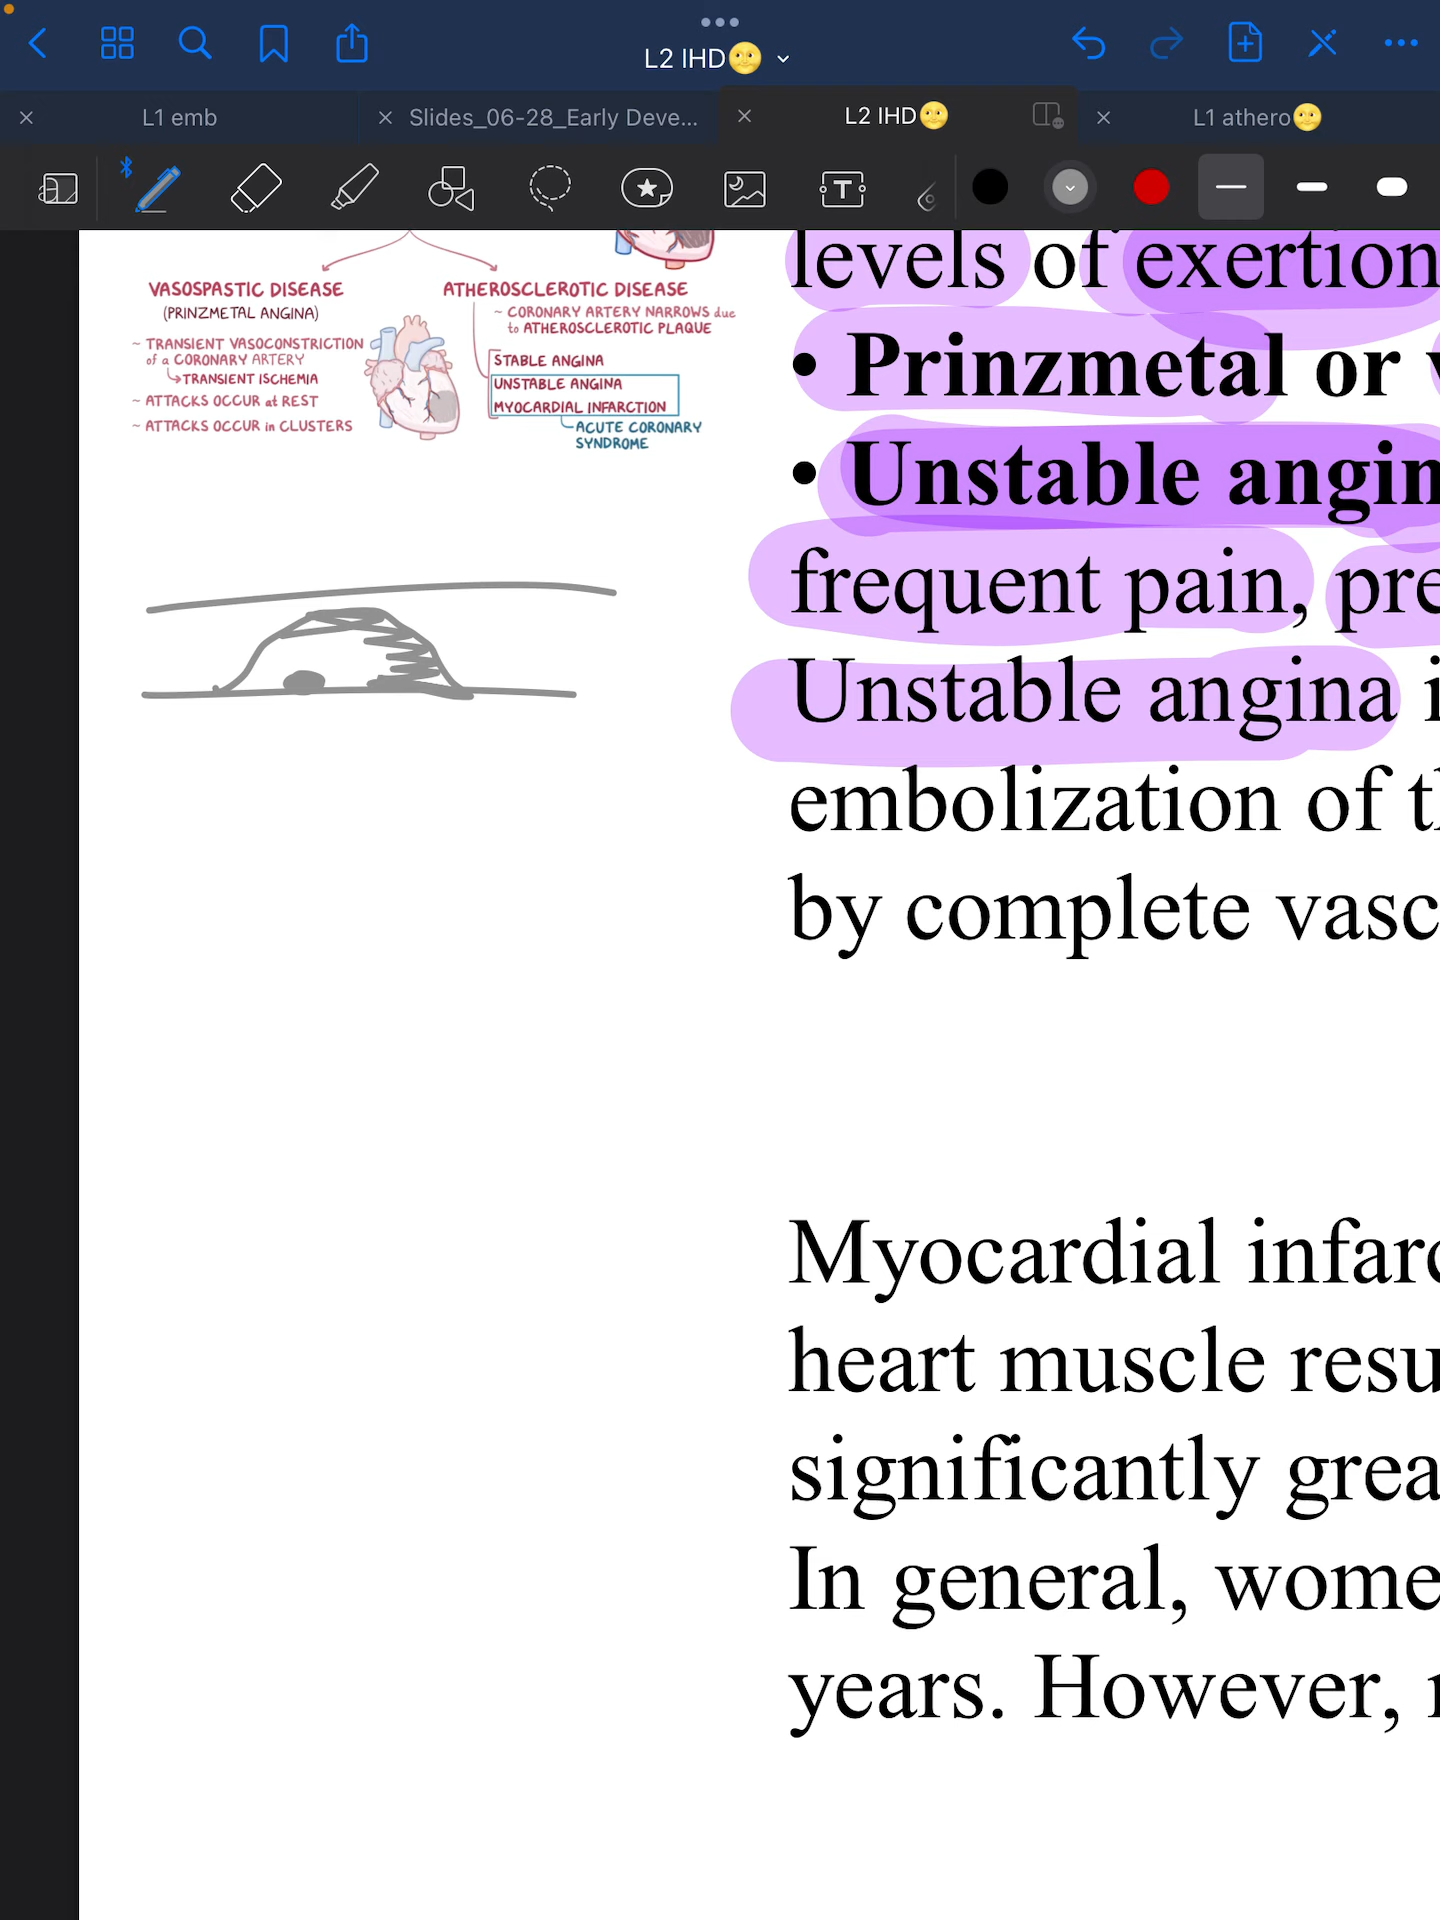 L2 IHD🌝
L1 emb
Slides_06-28_Early Deve...
L2 IHD🌝
L1 athero🌝
VASOSPASTIC DISEASE
(PRINZMETAL ANGINA)
~ TRANSIENT VASOCONSTRICTION
of a CORONARY ARTERY
↳TRANSIENT ISCHEMIA
~ ATTACKS OCCUR at REST
~ ATTACKS OCCUR in CLUSTERS
ATHEROSCLEROTIC DISEASE
~ CORONARY ARTERY NARROWS due
to ATHEROSCLEROTIC PLAQUE
STABLE ANGINA
UNSTABLE ANGINA
MYOCARDIAL INFARCTION
ACUTE CORONARY
SYNDROME
levels of exertion
• Prinzmetal or
• Unstable angin
frequent pain, pre
Unstable angina i
embolization of t
by complete vasc
Myocardial infarc
heart muscle resu
significantly grea
In general, wome
years. However,